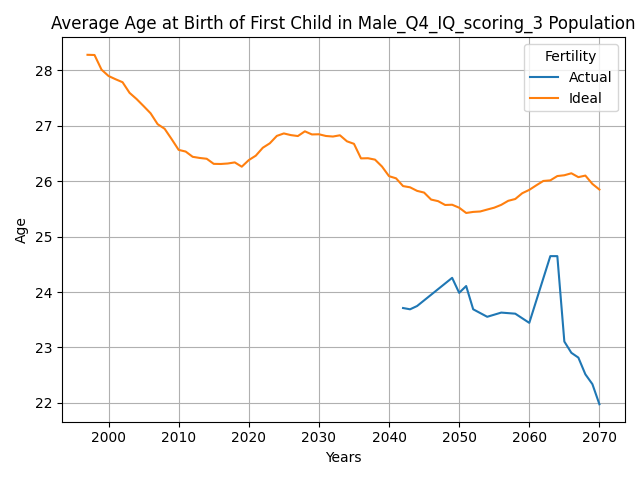 Average Age at Birth of First Child in Male_Q4_IQ_scoring_3 Population
Fertility
Actual
Ideal
28
27
26
25
24
23
22
Age
2000 2010 2020 2030 2040 2050 2060 2070
Years